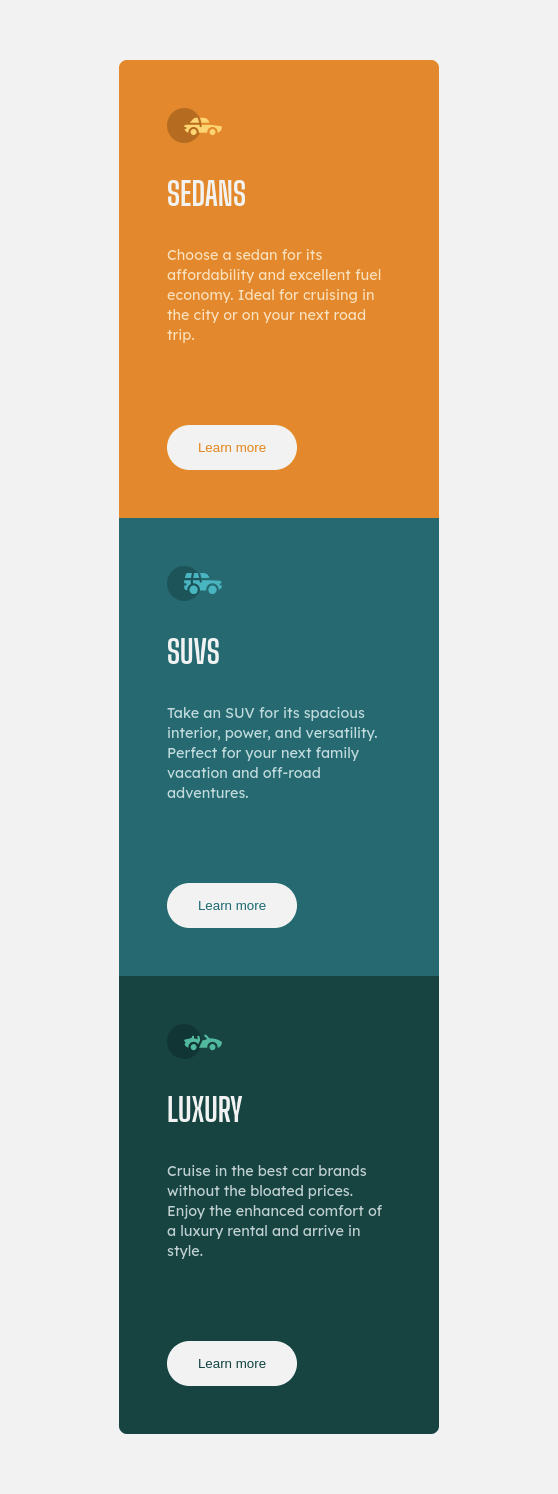 SEDANS
Choose a sedan for its
affordability and excellent fuel
economy. Ideal for cruising in
the city or on your next road
trip.
Learn more
SUVS
Take an SUV for its spacious
interior, power, and versatility.
Perfect for your next family
vacation and off-road
adventures.
Learn more
LUXURY
Cruise in the best car brands
without the bloated prices.
Enjoy the enhanced comfort of
a luxury rental and arrive in
style.
Learn more